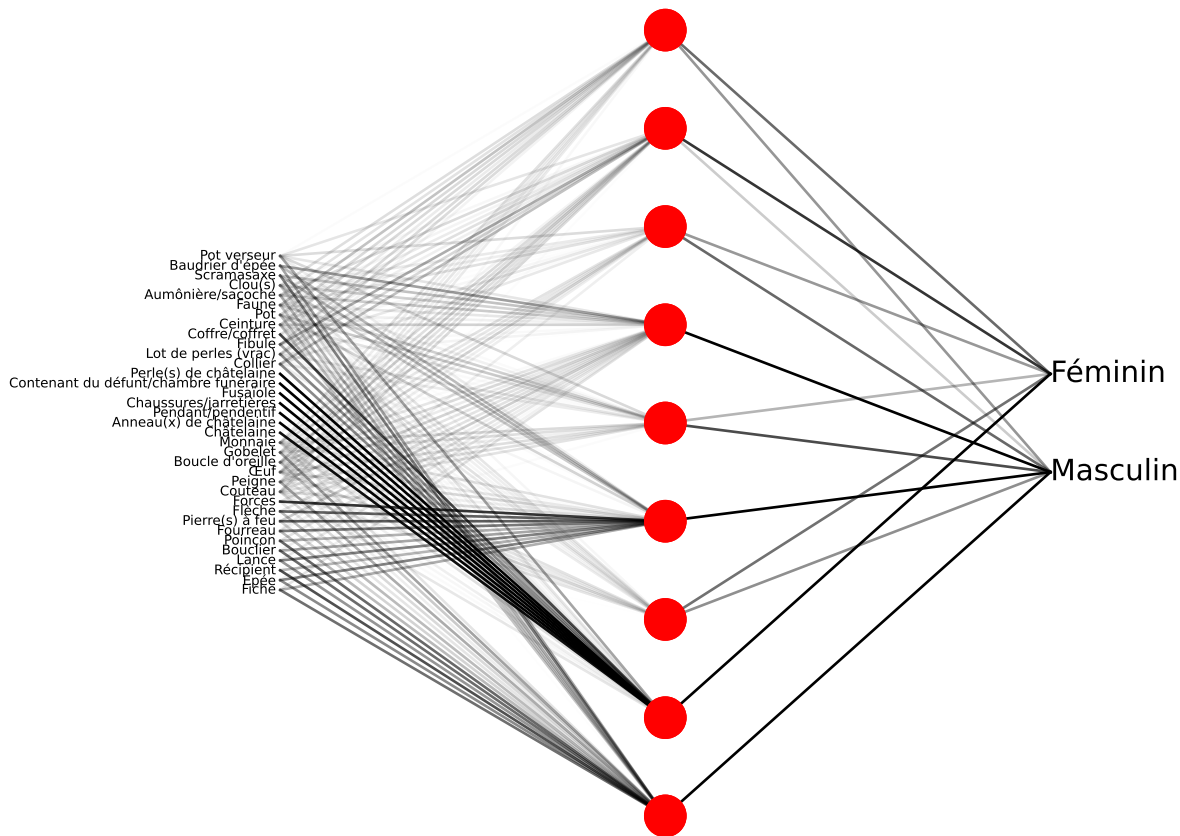 Pot verseur
Baudrier d'épée
Scramasaxe
Clou(s)
Aumônière/sacoche
Faune
Pot
Ceinture
Coffre/coffret
Fibule
Lot de perles (vrac)
Collier
Perle(s) de châtelaine
Contenant du défunt/chambre funéraire
Fusaïole
Chaussures/jarretières
Pendant/pendentif
Anneau(x) de châtelaine
Châtelaine
Monnaie
Gobelet
Boucle d'oreille
Œuf
Peigne
Couteau
Forces
Flèche
Pierre(s) à feu
Fourreau
Poinçon
Bouclier
Lance
Récipient
Épée
Fiche
Féminin
Masculin